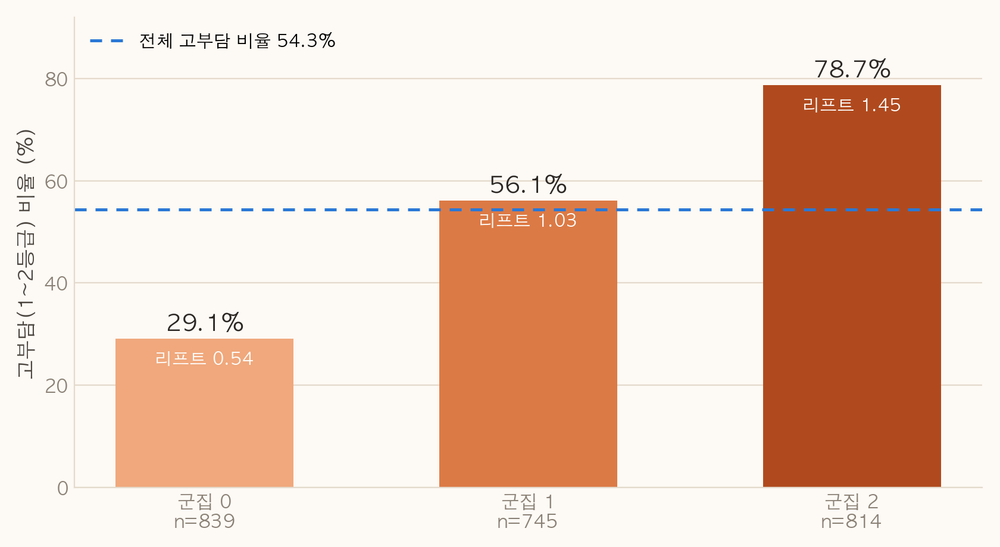 전체 고부담 비율 54.3%
고부담(1~2등급) 비율 (%)
80
60
40
20
0
29.1%
리프트 0.54
56.1%
리프트 1.03
78.7%
리프트 1.45
군집 0
n=839
군집 1
n=745
군집 2
n=814